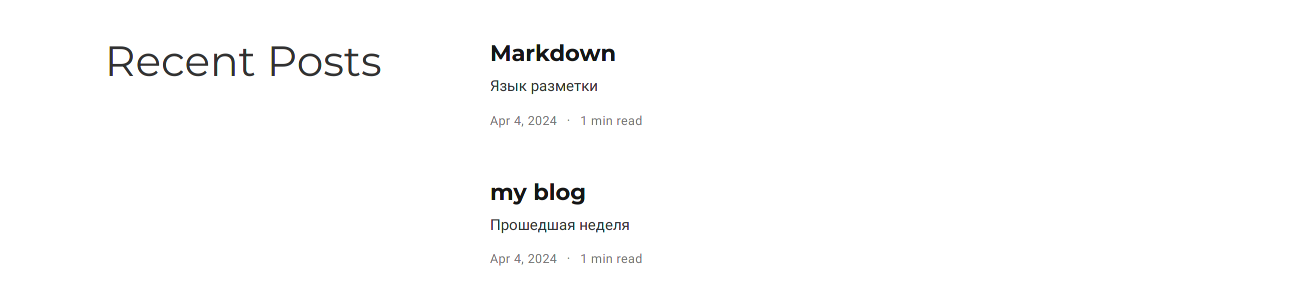 Recent Posts
Markdown
Язык разметки
Apr 4, 2024 · 1 min read
my blog
Прошедшая неделя
Apr 4, 2024 · 1 min read